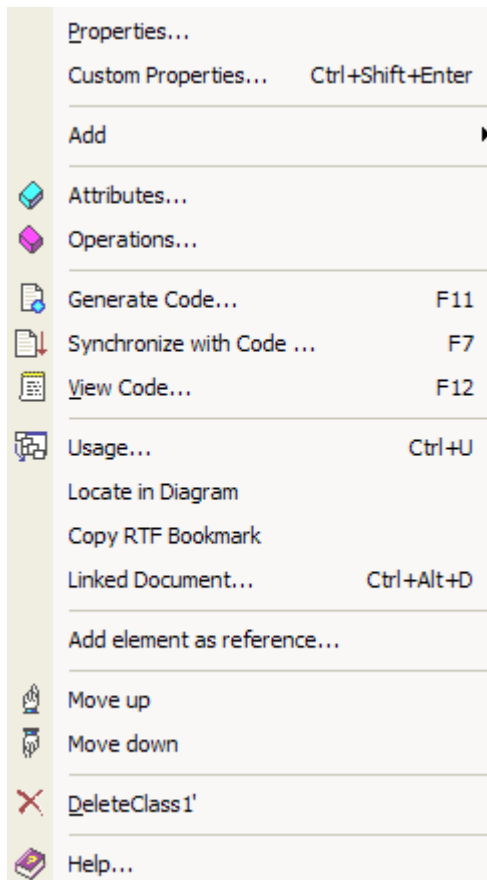 Properties...
Custom Properties... Ctrl+Shift+Enter
Add
Attributes...
Operations...
Generate Code... F11
Synchronize with Code ... F7
View Code... F12
Usage... Ctrl+U
Locate in Diagram
Copy RTF Bookmark
Linked Document... Ctrl+Alt+D
Add element as reference...
Move up
Move down
DeleteClass1'
Help...